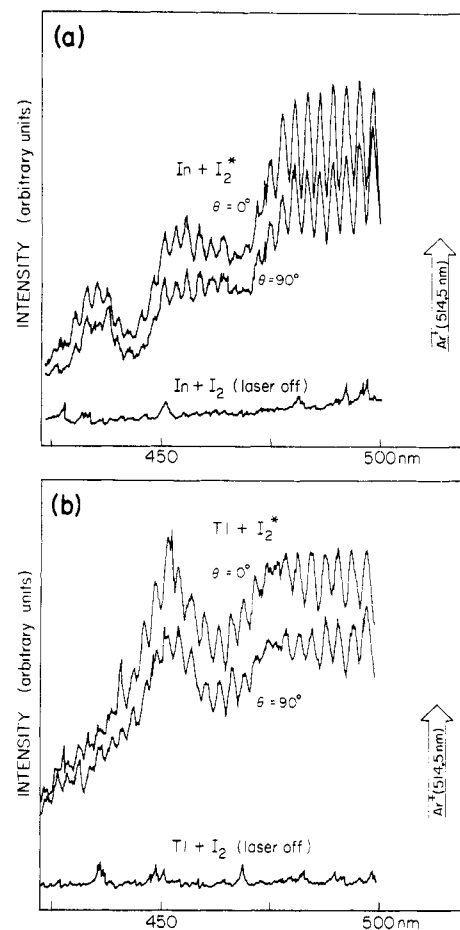 (a)
INTENSITY (arbitrary units)
In + I₂*
θ = 0°
θ = 90°
Ar⁺ (514.5 nm)
In + I₂ (laser off)
450
500 nm
(b)
INTENSITY (arbitrary units)
Tl + I₂*
θ = 0°
θ = 90°
Ar⁺ (514.5 nm)
Tl + I₂ (laser off)
450
500 nm